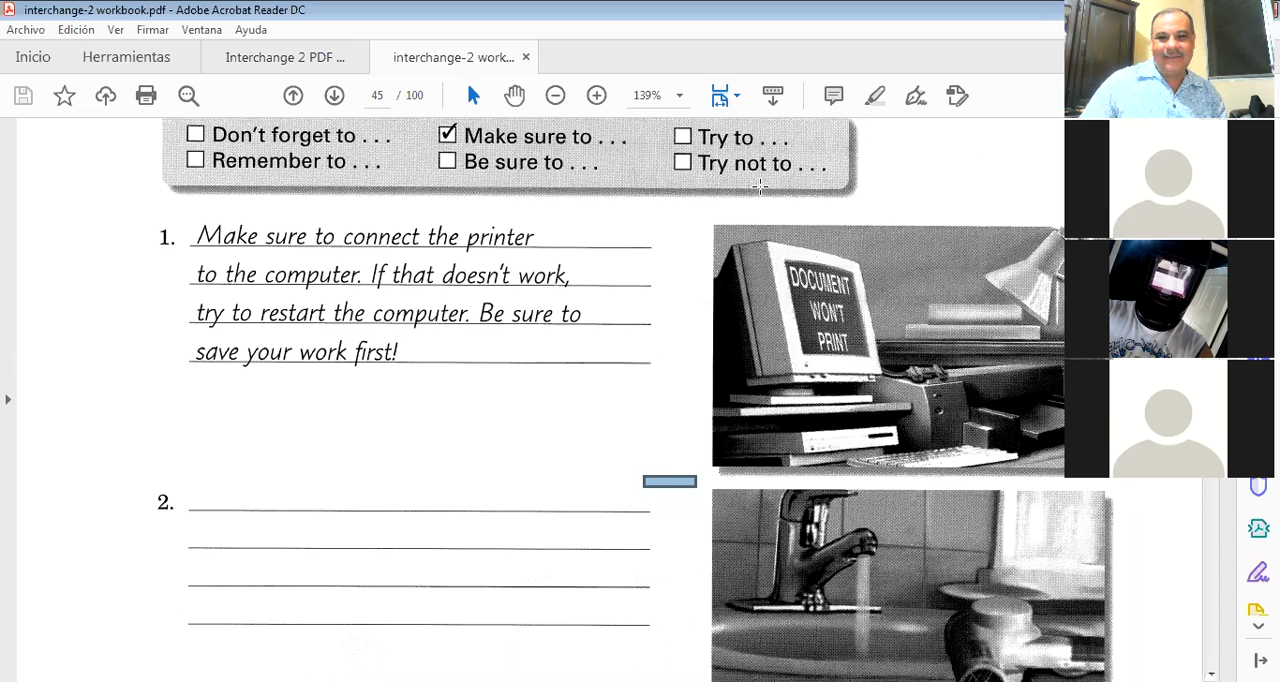 interchange-2 workbook.pdf - Adobe Acrobat Reader DC
Archivo Edición Ver Firmar Ventana Ayuda
Inicio Herramientas Interchange 2 PDF ... interchange-2 work... ×
45 / 100 139%
Don't forget to . . . Make sure to . . . Try to . . .
Remember to . . . Be sure to . . . Try not to . . .
1. Make sure to connect the printer
to the computer. If that doesn't work,
try to restart the computer. Be sure to
save your work first!
DOCUMENT
WON'T
PRINT
2.